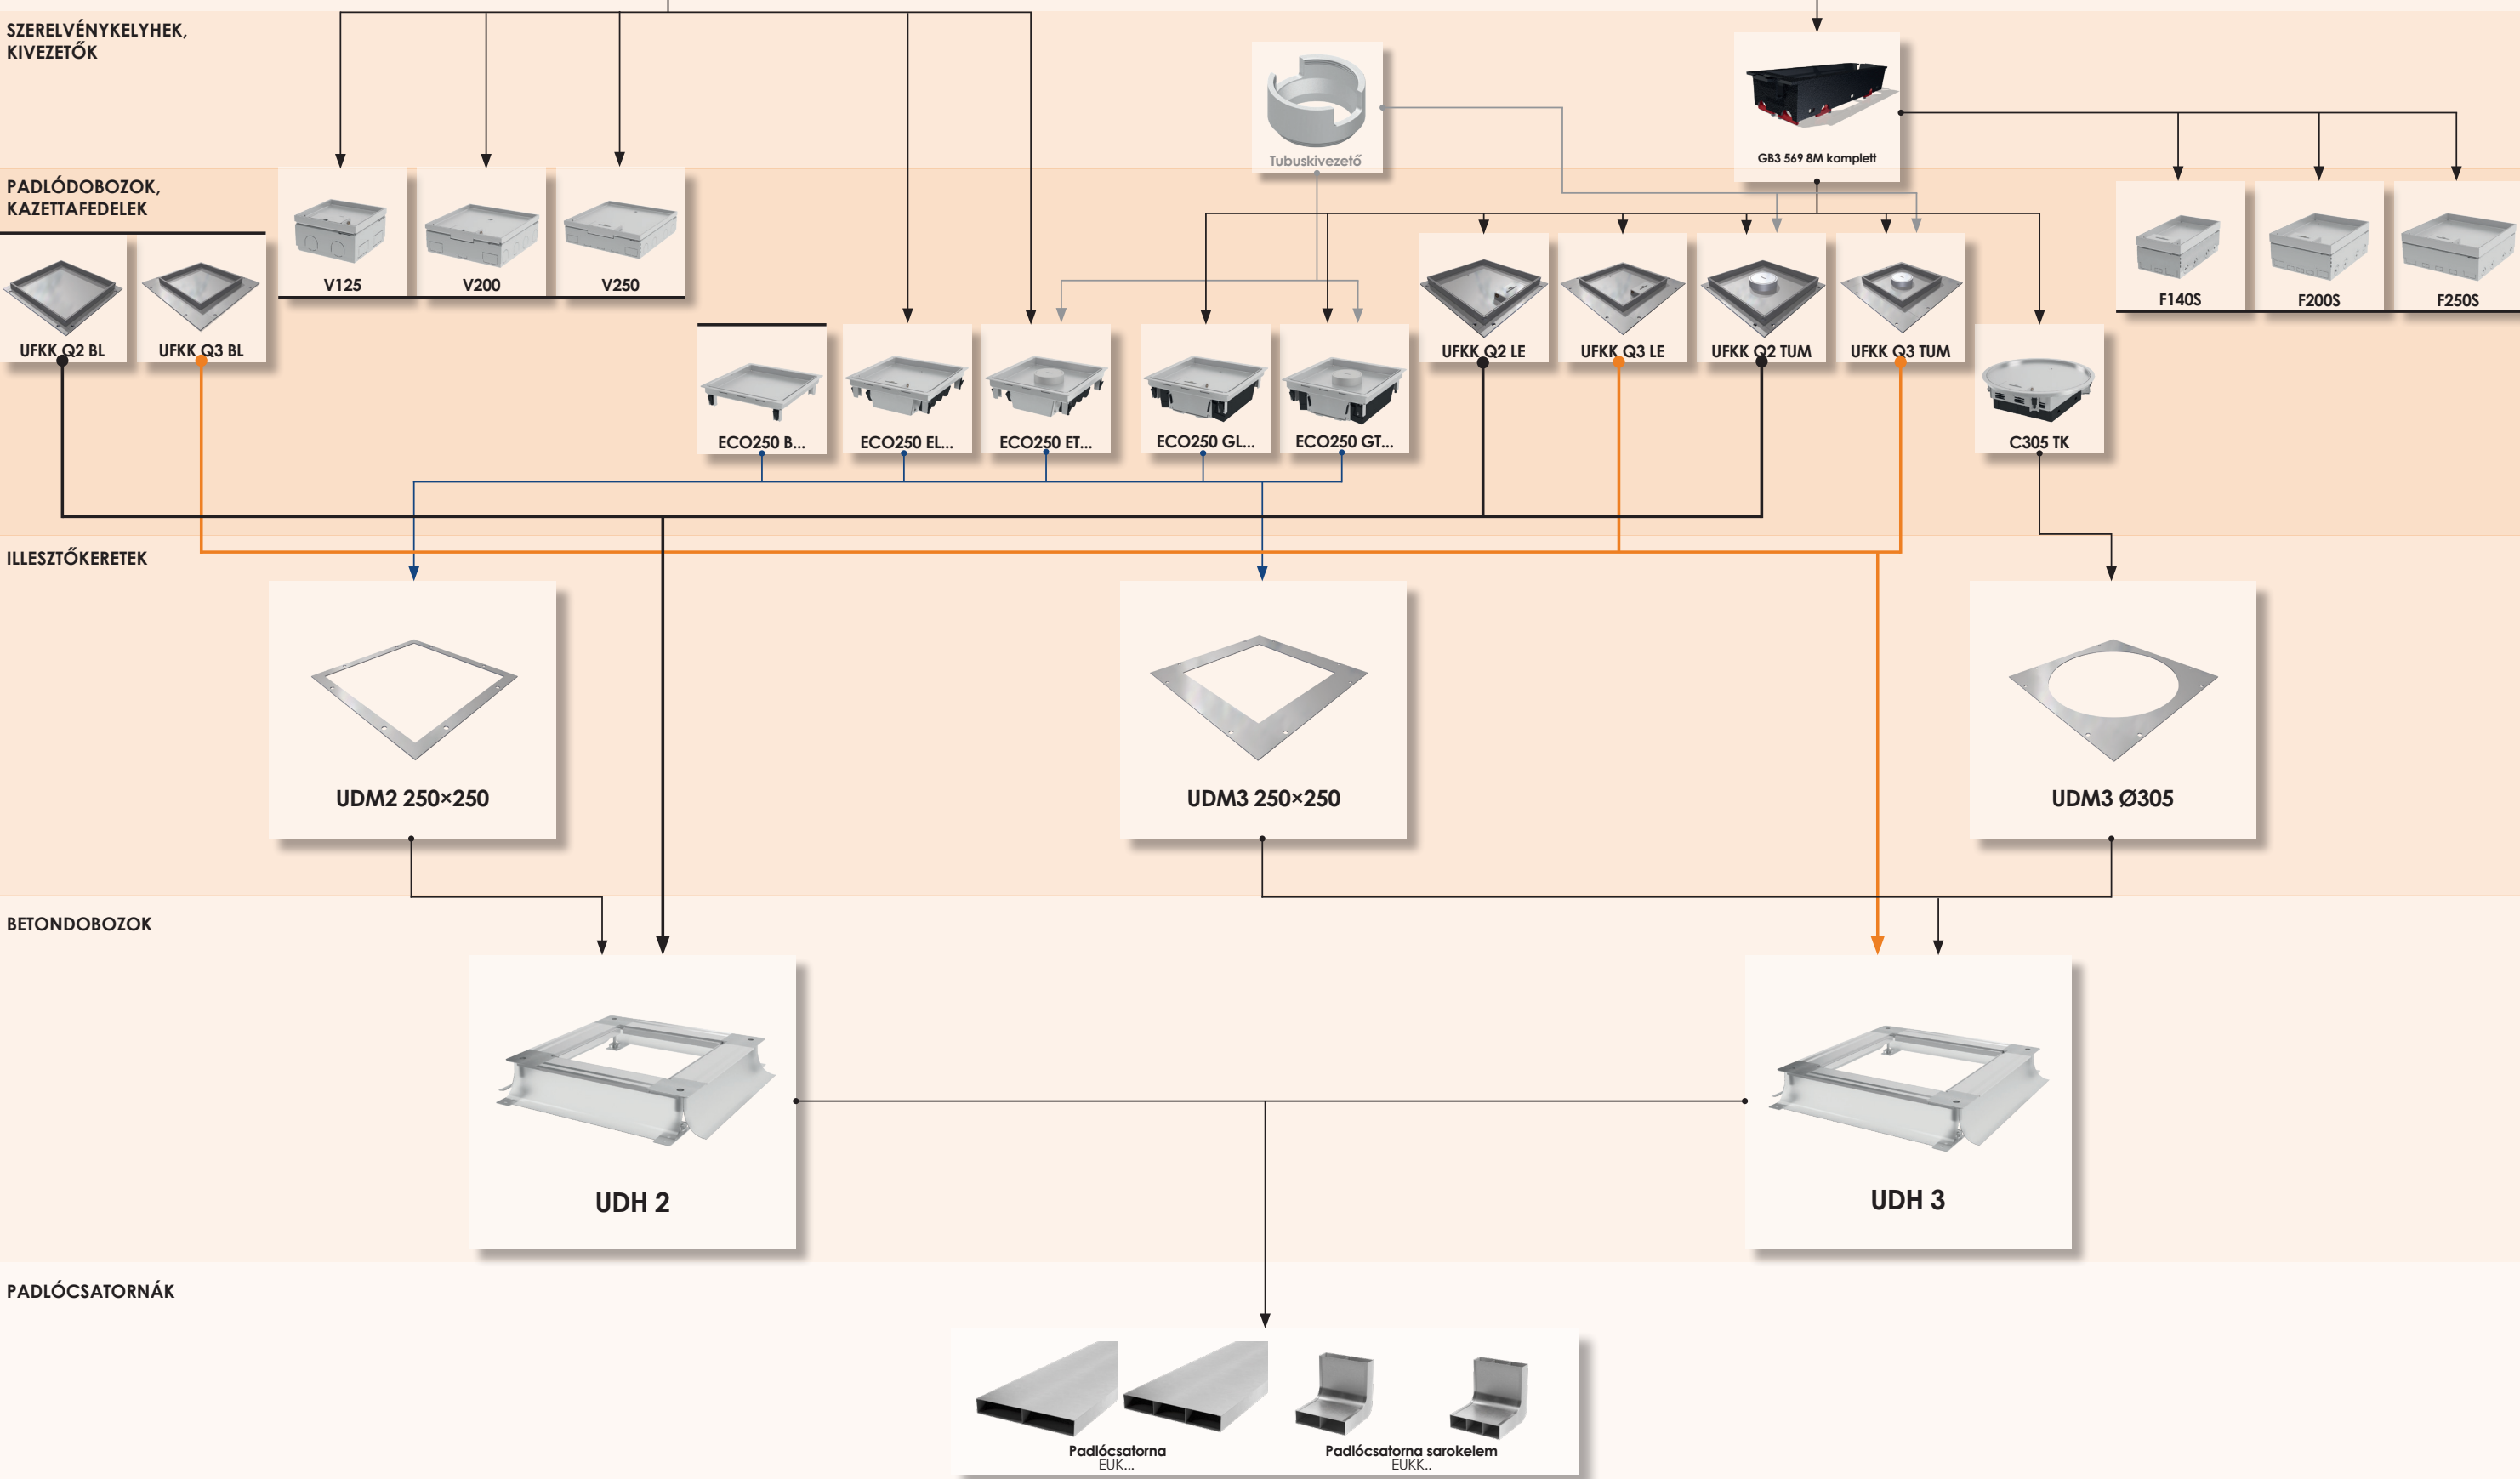 SZERELVÉNYKELYHEK,
KIVEZETŐK
Tubuskivezető
GB3 569 8M komplett
PADLÓDOBOZOK,
KAZETTAFEDELEK
UFKK Q2 BL
UFKK Q3 BL
V125
V200
V250
F140S
F200S
F250S
UFKK Q2 LE
UFKK Q3 LE
UFKK Q2 TUM
UFKK Q3 TUM
ECO250 B...
ECO250 EL...
ECO250 ET...
ECO250 GL...
ECO250 GT...
C305 TK
ILLESZTŐKERETEK
UDM2 250×250
UDM3 250×250
UDM3 Ø305
BETONDOBOZOK
UDH 2
UDH 3
PADLÓCSATORNÁK
Padlócsatorna
EUK...
Padlócsatorna sarokelem
EUKK..